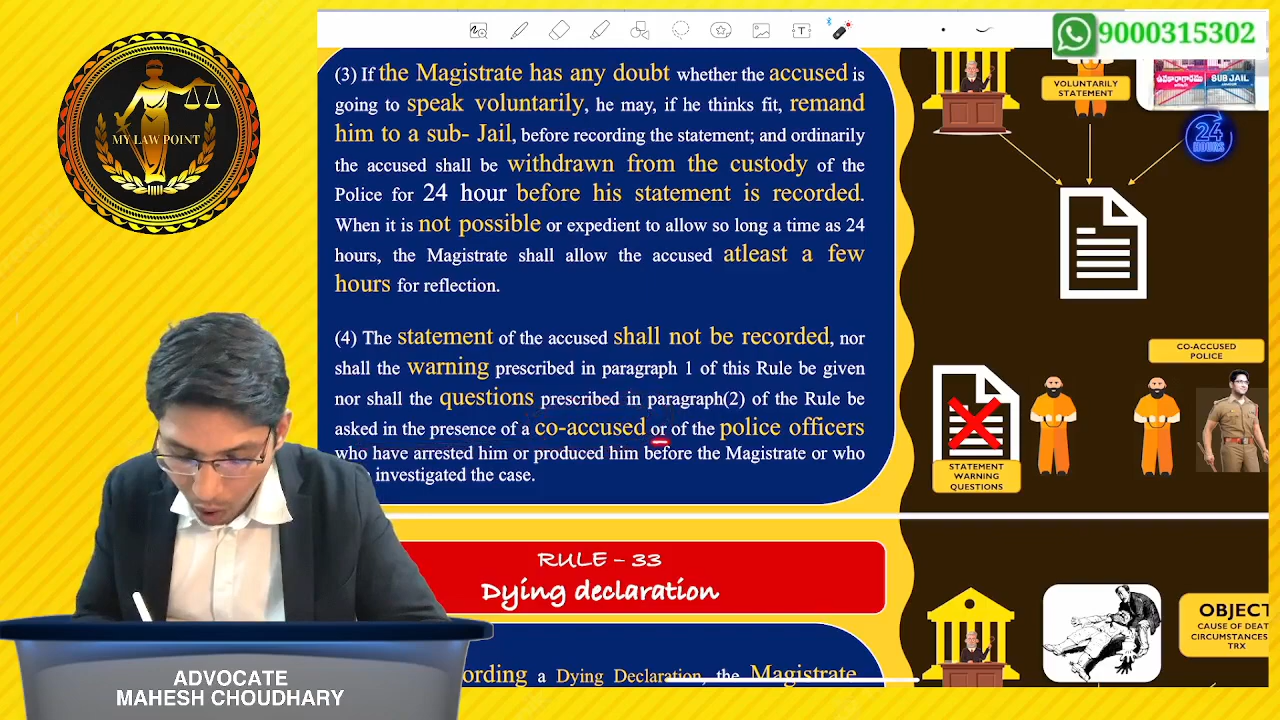 9000315302
MY LAW POINT
(3) If the Magistrate has any doubt whether the accused is
going to speak voluntarily, he may, if he thinks fit, remand
him to a sub- Jail, before recording the statement; and ordinarily
the accused shall be withdrawn from the custody of the
Police for 24 hour before his statement is recorded.
When it is not possible or expedient to allow so long a time as 24
hours, the Magistrate shall allow the accused atleast a few
hours for reflection.
(4) The statement of the accused shall not be recorded, nor
shall the warning prescribed in paragraph 1 of this Rule be given
nor shall the questions prescribed in paragraph(2) of the Rule be
asked in the presence of a co-accused or of the police officers
who have arrested him or produced him before the Magistrate or who
investigated the case.
VOLUNTARILY
STATEMENT
SUB JAIL
24
HOURS
CO-ACCUSED
POLICE
STATEMENT
WARNING
QUESTIONS
RULE – 33
Dying declaration
ording a Dying Declaration, the Magistrate
OBJECT
CAUSE OF DEAT
CIRCUMSTANCES
TRX
ADVOCATE
MAHESH CHOUDHARY